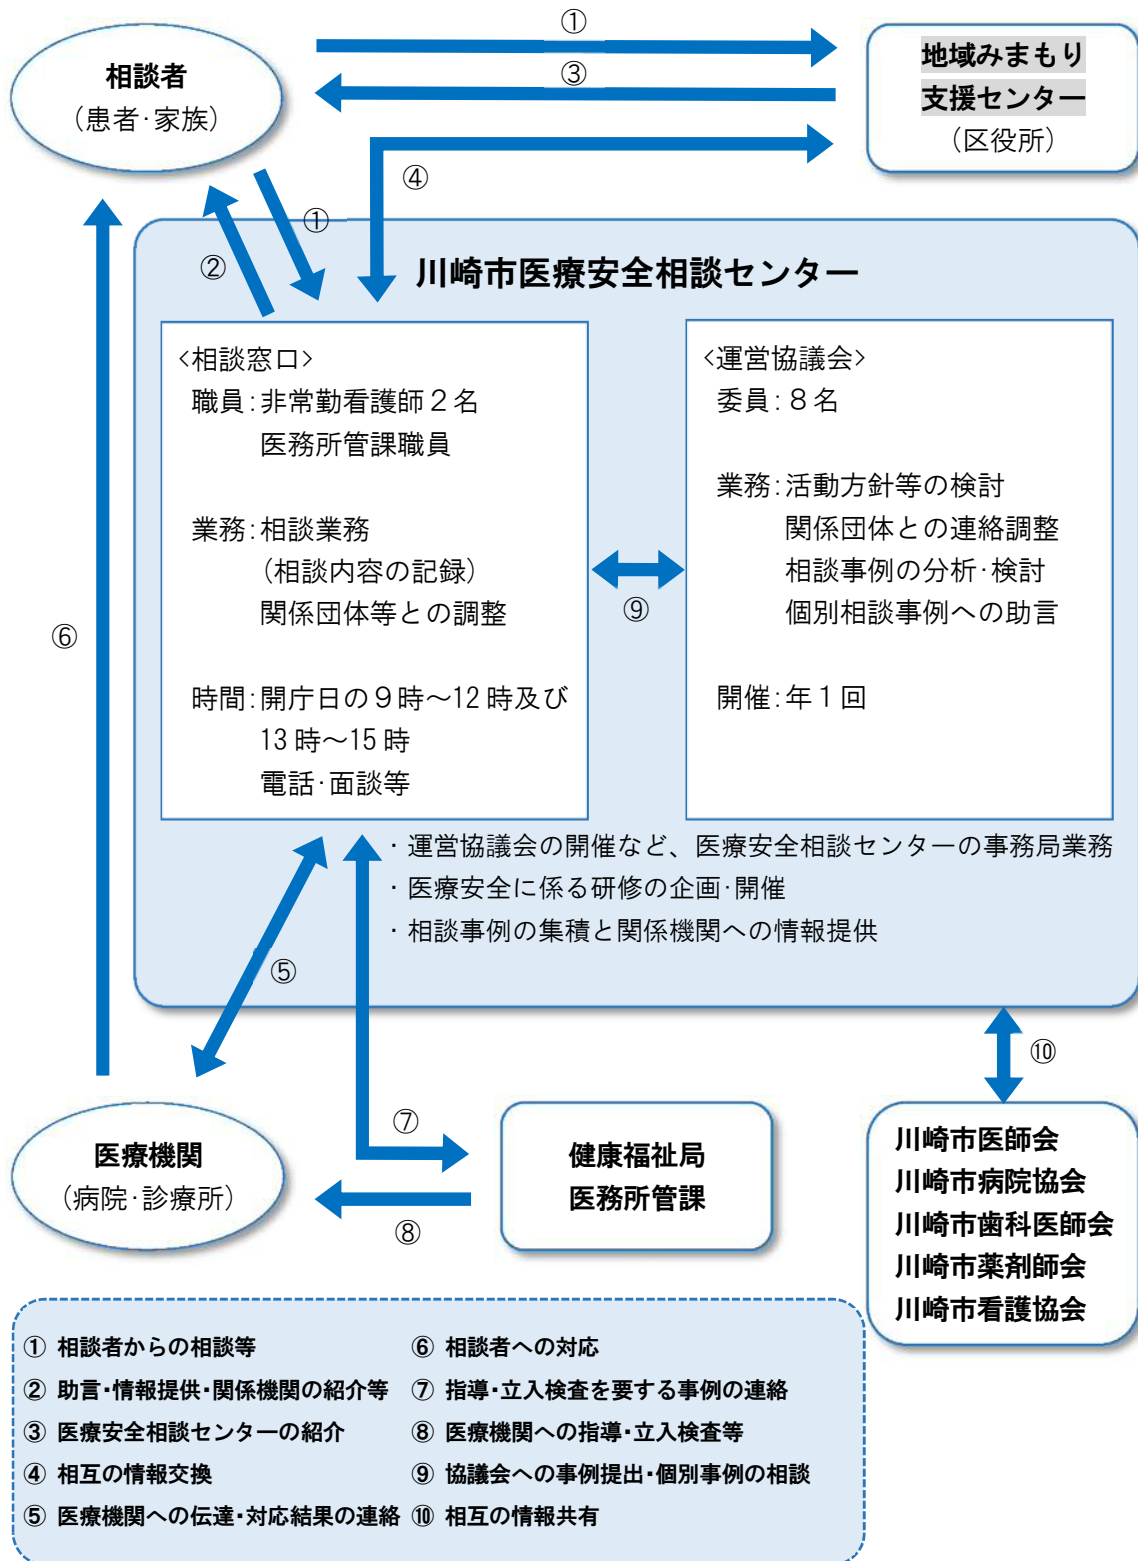 ①
相談者
（患者・家族）
③
地域みまもり
支援センター
（区役所）
④
①
②
川崎市医療安全相談センター
<相談窓口>
職員：非常勤看護師２名
医務所管課職員
業務：相談業務
（相談内容の記録）
関係団体等との調整
時間：開庁日の９時～12時及び
13時～15時
電話・面談等
⑨
<運営協議会>
委員：８名
業務：活動方針等の検討
関係団体との連絡調整
相談事例の分析・検討
個別相談事例への助言
開催：年１回
⑥
・運営協議会の開催など、医療安全相談センターの事務局業務
・医療安全に係る研修の企画・開催
・相談事例の集積と関係機関への情報提供
⑤
⑩
医療機関
（病院・診療所）
⑦
⑧
健康福祉局
医務所管課
川崎市医師会
川崎市病院協会
川崎市歯科医師会
川崎市薬剤師会
川崎市看護協会
① 相談者からの相談等
② 助言・情報提供・関係機関の紹介等
③ 医療安全相談センターの紹介
④ 相互の情報交換
⑤ 医療機関への伝達・対応結果の連絡
⑥ 相談者への対応
⑦ 指導・立入検査を要する事例の連絡
⑧ 医療機関への指導・立入検査等
⑨ 協議会への事例提出・個別事例の相談
⑩ 相互の情報共有